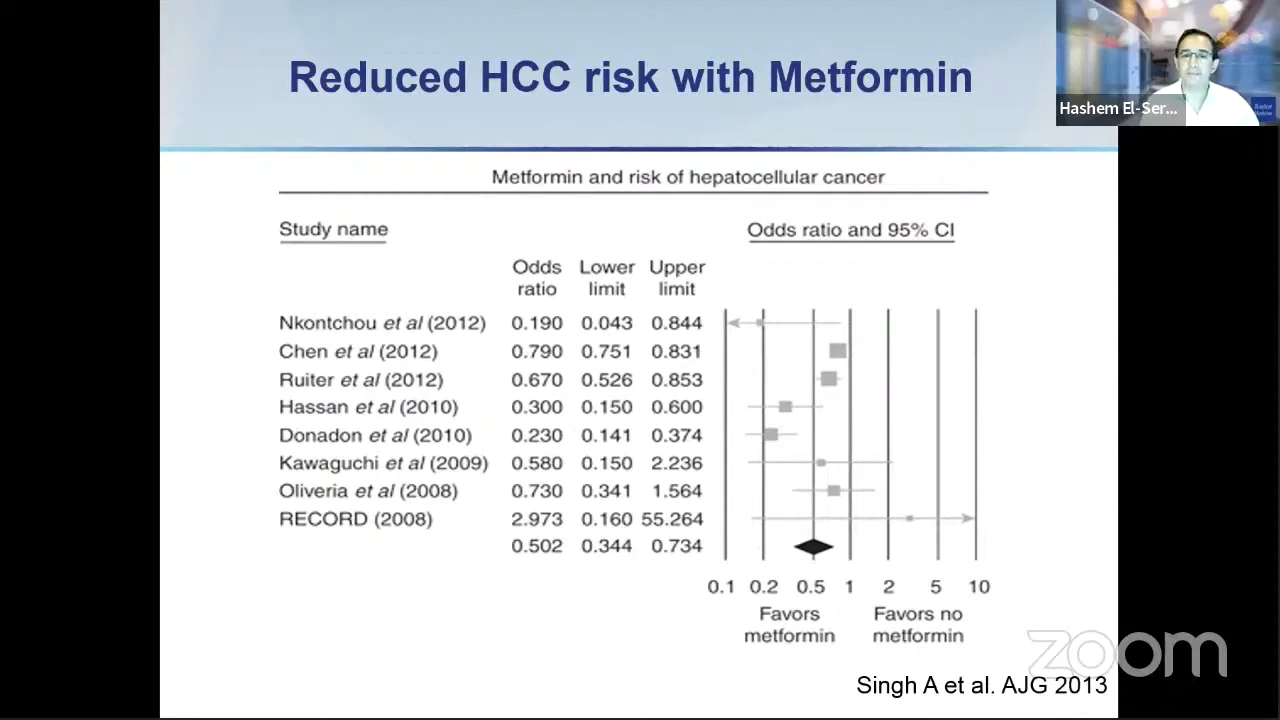 Reduced HCC risk with Metformin
Hashem El-Ser...
Metformin and risk of hepatocellular cancer
Study name
Odds ratio and 95% CI
Odds Lower Upper
ratio limit limit
Nkontchou et al (2012) 0.190 0.043 0.844
Chen et al (2012) 0.790 0.751 0.831
Ruiter et al (2012) 0.670 0.526 0.853
Hassan et al (2010) 0.300 0.150 0.600
Donadon et al (2010) 0.230 0.141 0.374
Kawaguchi et al (2009) 0.580 0.150 2.236
Oliveria et al (2008) 0.730 0.341 1.564
RECORD (2008) 2.973 0.160 55.264
0.502 0.344 0.734
0.1 0.2 0.5 1 2 5 10
Favors Favors no
metformin metformin
zoom
Singh A et al. AJG 2013